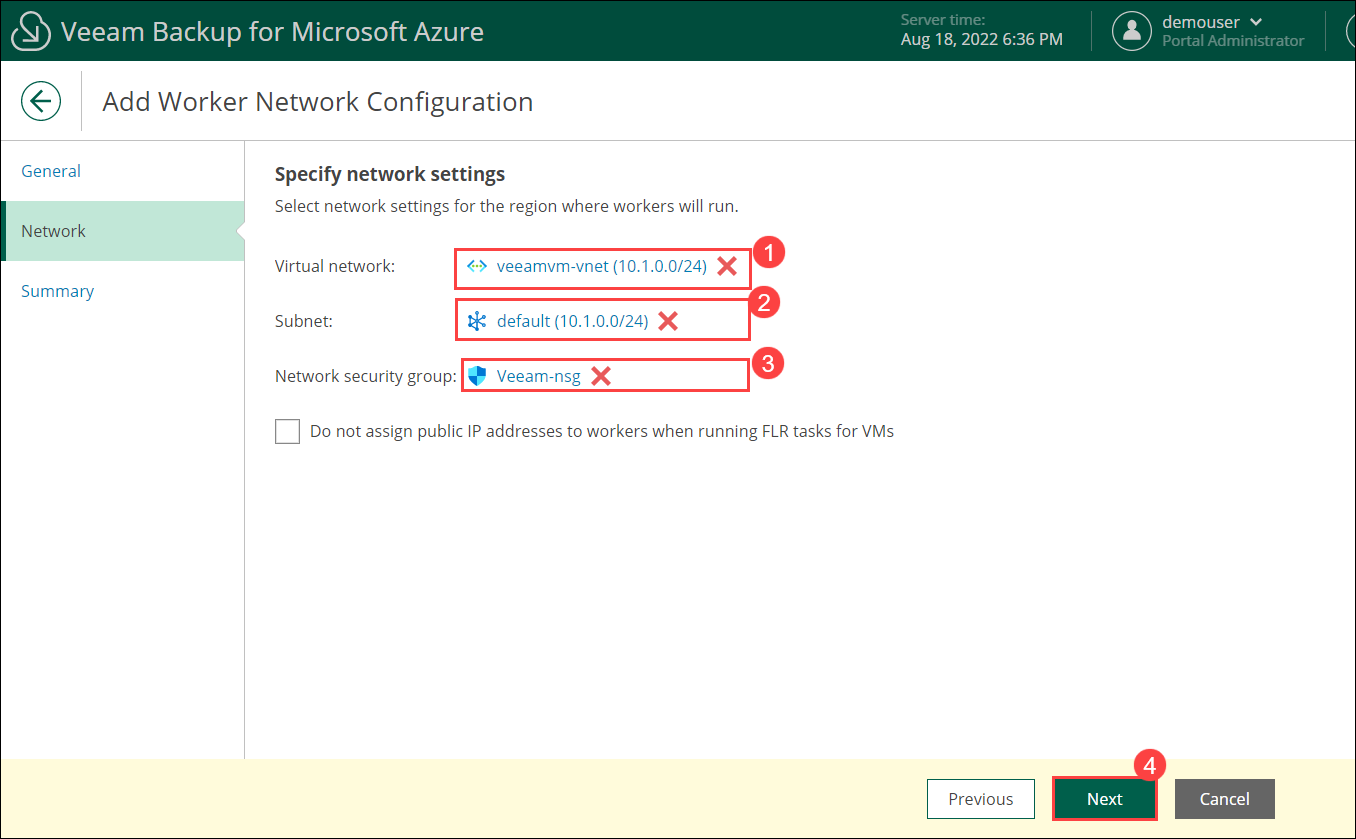 Veeam Backup for Microsoft Azure
Server time:
Aug 18, 2022 6:36 PM
demouser
Portal Administrator
Add Worker Network Configuration
General
Network
Summary
Specify network settings
Select network settings for the region where workers will run.
Virtual network: veeamvm-vnet (10.1.0.0/24) 1
Subnet: default (10.1.0.0/24) 2
Network security group: Veeam-nsg 3
Do not assign public IP addresses to workers when running FLR tasks for VMs
4
Previous Next Cancel